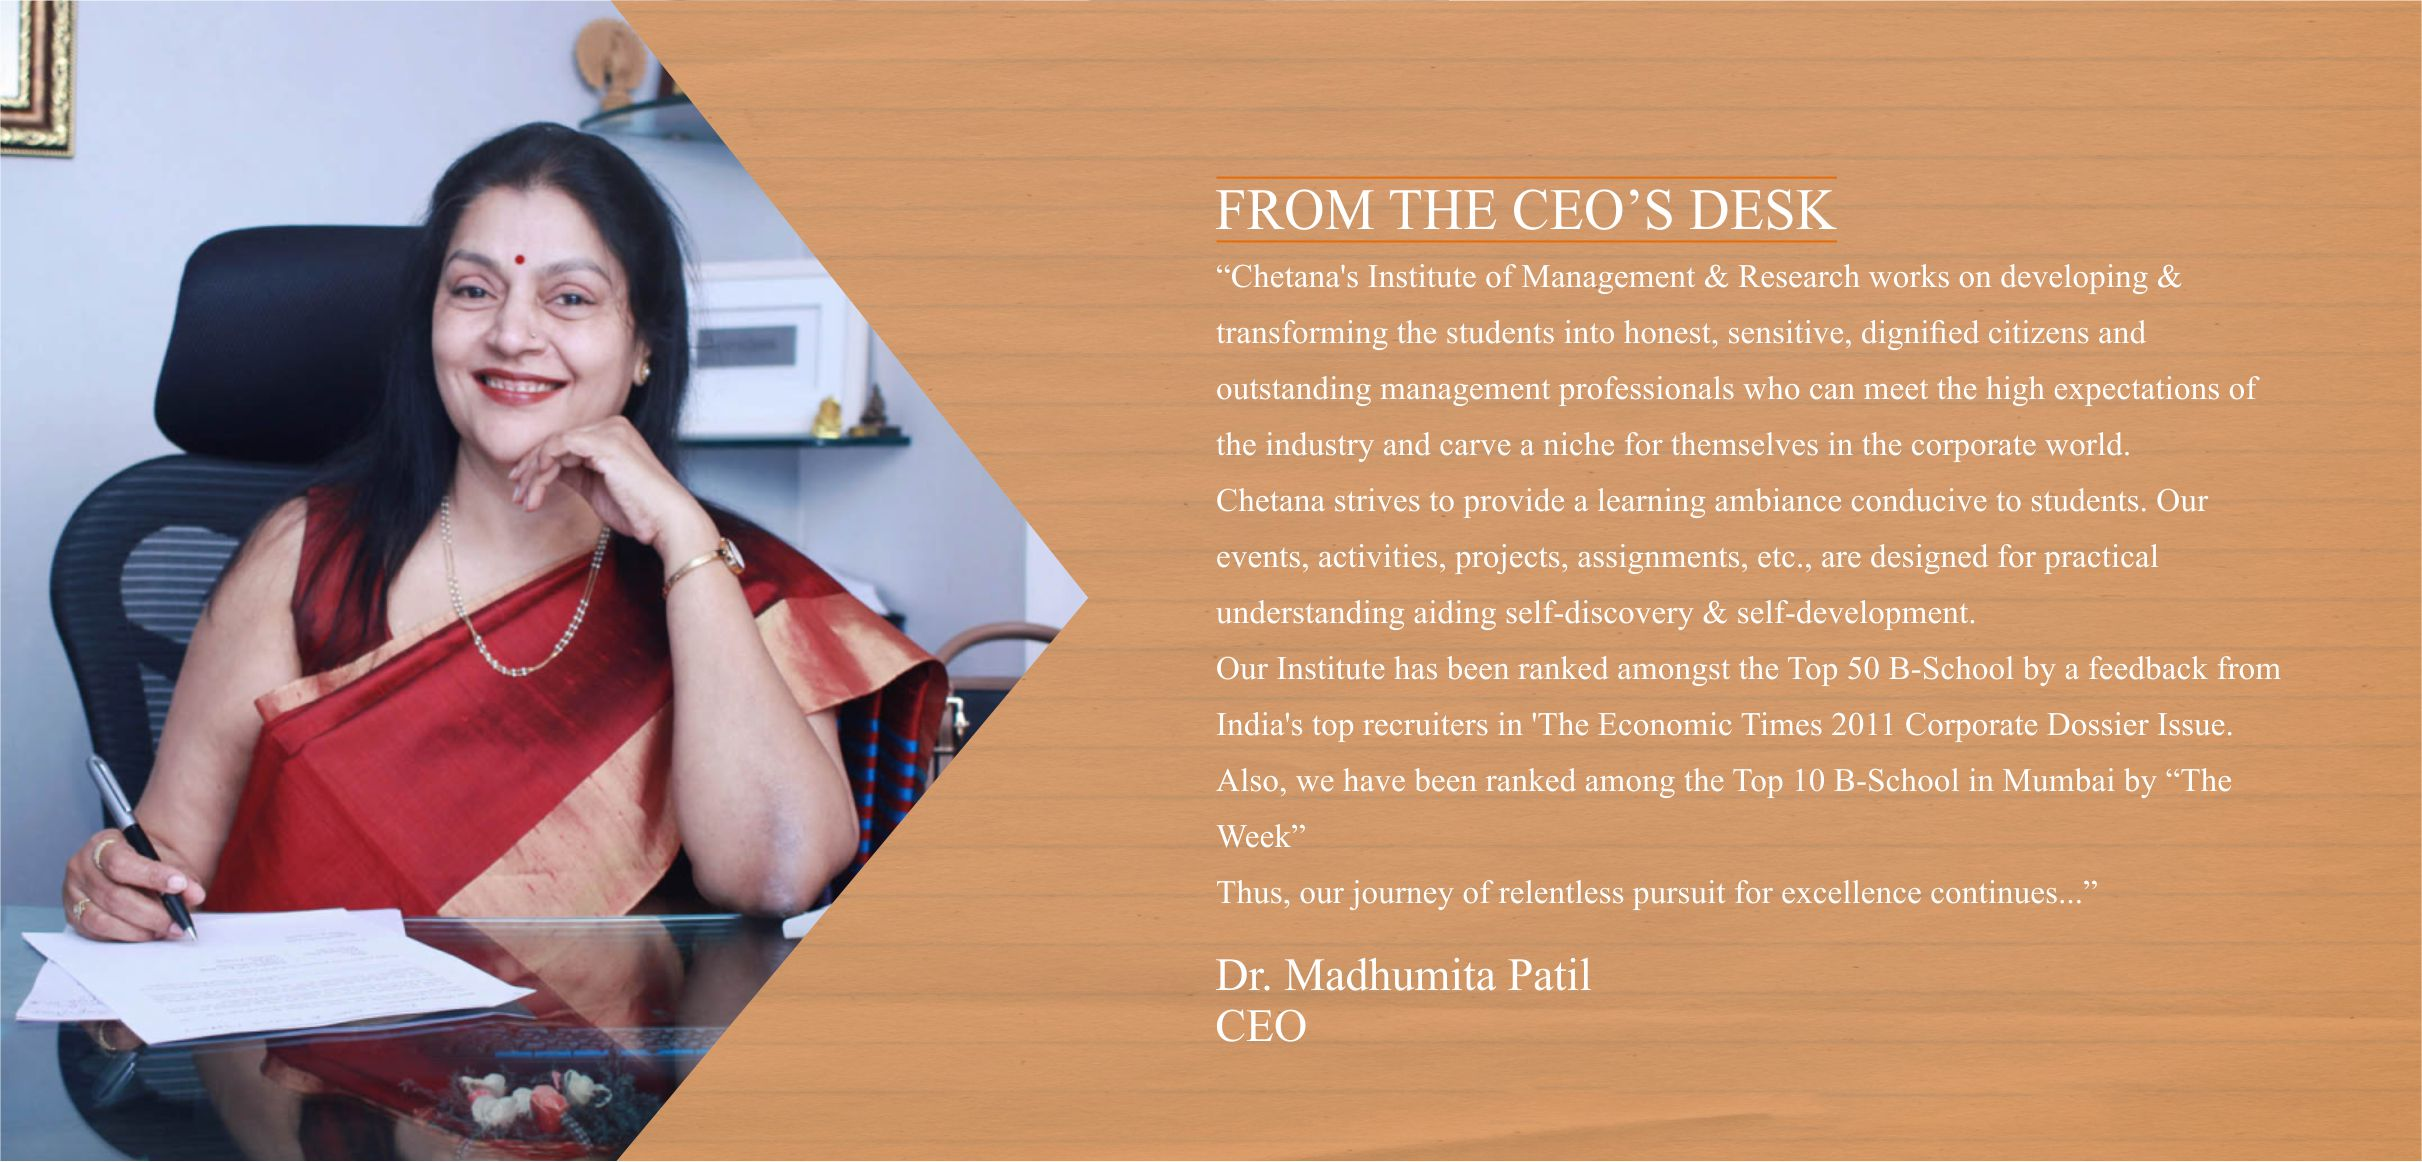 FROM THE CEO’S DESK
“Chetana's Institute of Management & Research works on developing &
transforming the students into honest, sensitive, dignified citizens and
outstanding management professionals who can meet the high expectations of
the industry and carve a niche for themselves in the corporate world.
Chetana strives to provide a learning ambiance conducive to students. Our
events, activities, projects, assignments, etc., are designed for practical
understanding aiding self-discovery & self-development.
Our Institute has been ranked amongst the Top 50 B-School by a feedback from
India's top recruiters in 'The Economic Times 2011 Corporate Dossier Issue.
Also, we have been ranked among the Top 10 B-School in Mumbai by “The
Week”
Thus, our journey of relentless pursuit for excellence continues...”
Dr. Madhumita Patil
CEO